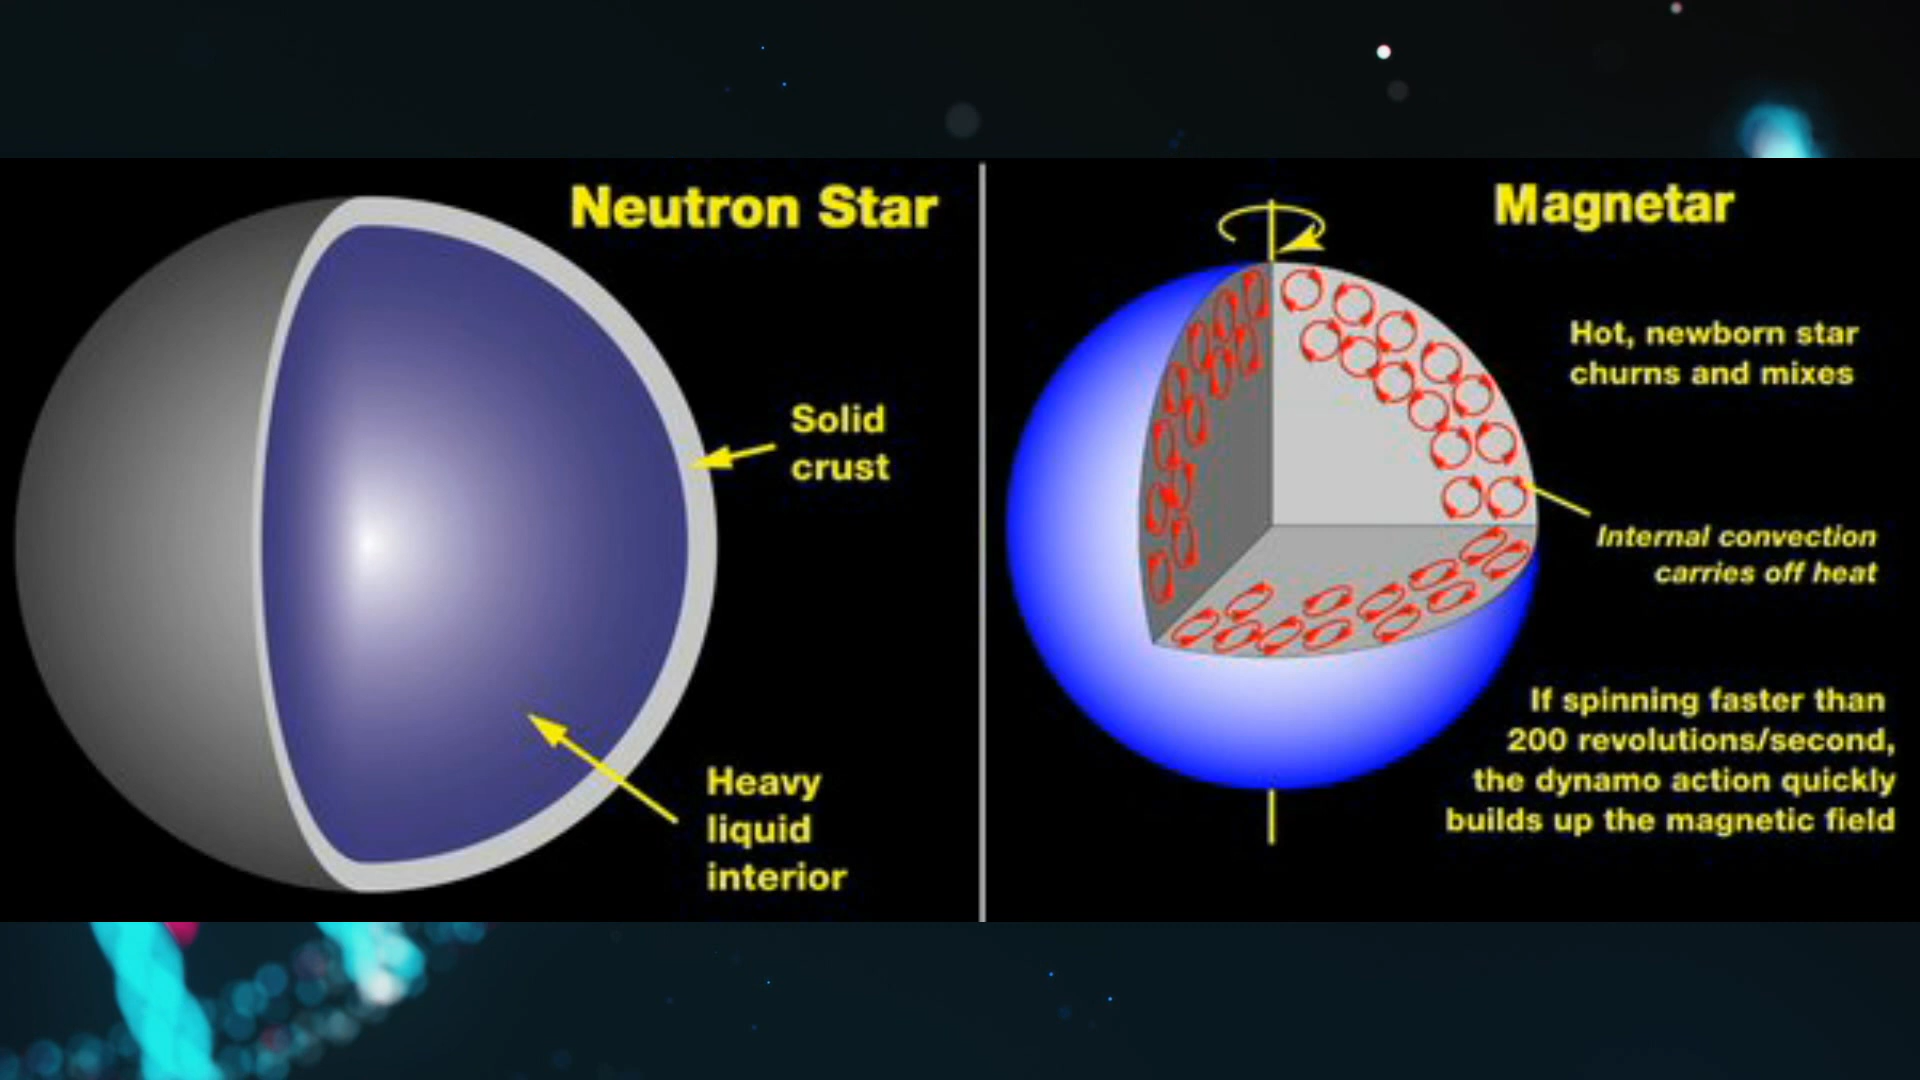 Neutron Star
Solid
crust
Heavy
liquid
interior
Magnetar
Hot, newborn star
churns and mixes
Internal convection
carries off heat
If spinning faster than
200 revolutions/second,
the dynamo action quickly
builds up the magnetic field